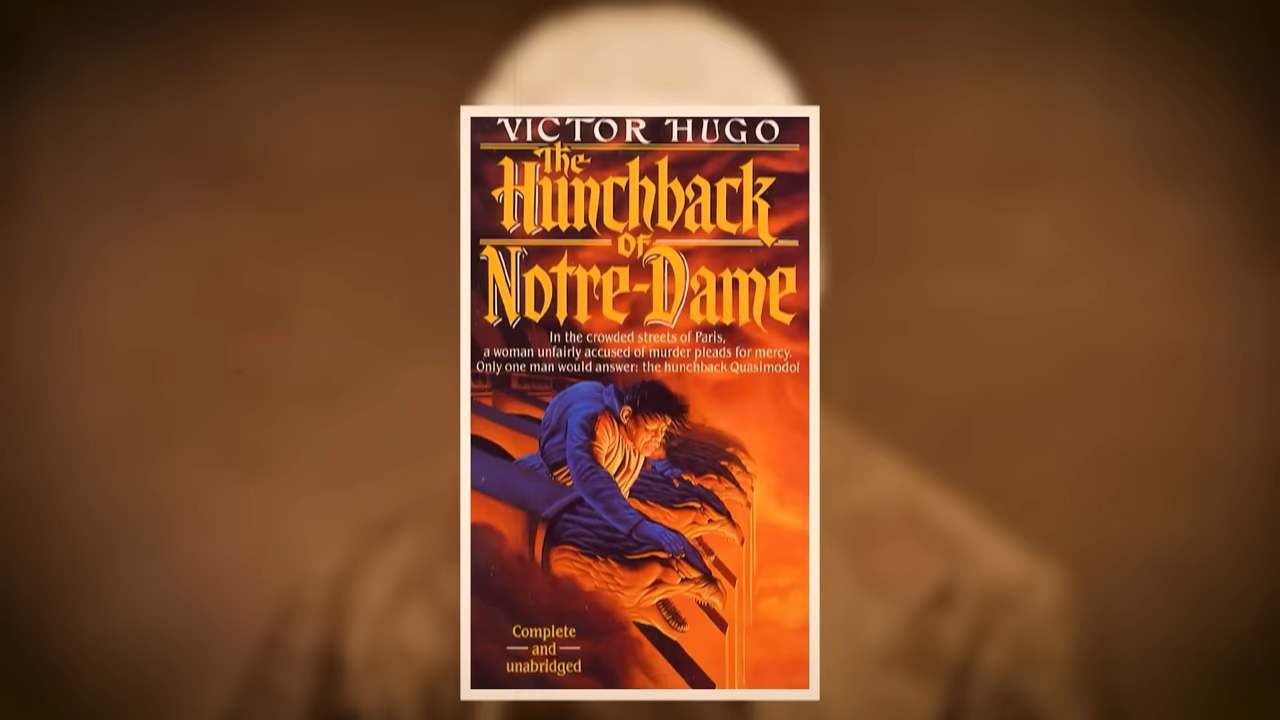 VICTOR HUGO
The
Hunchback
OF
Notre-Dame
In the crowded streets of Paris,
a woman unfairly accused of murder pleads for mercy.
Only one man would answer: the hunchback Quasimodo!
Complete
and
unabridged